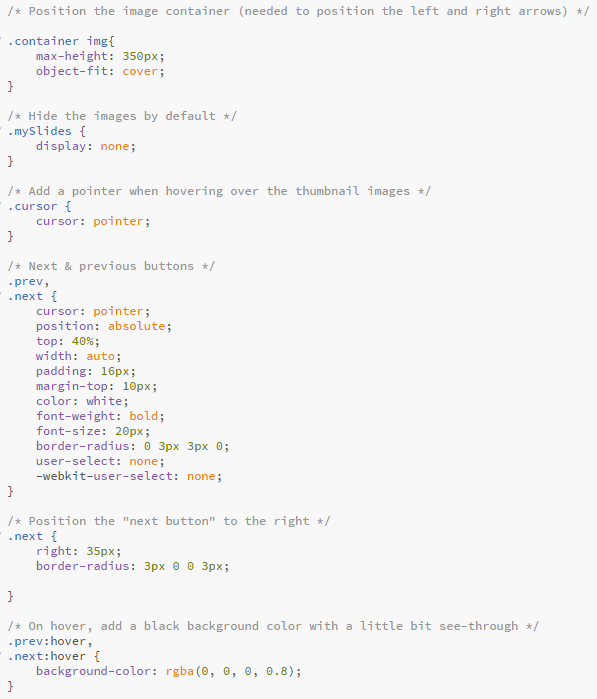 /* Position the image container (needed to position the left and right arrows) */
.container img{
max-height: 350px;
object-fit: cover;
}
/* Hide the images by default */
.mySlides {
display: none;
}
/* Add a pointer when hovering over the thumbnail images */
.cursor {
cursor: pointer;
}
/* Next & previous buttons */
.prev,
.next {
cursor: pointer;
position: absolute;
top: 40%;
width: auto;
padding: 16px;
margin-top: 10px;
color: white;
font-weight: bold;
font-size: 20px;
border-radius: 0 3px 3px 0;
user-select: none;
-webkit-user-select: none;
}
/* Position the "next button" to the right */
.next {
right: 35px;
border-radius: 3px 0 0 3px;
}
/* On hover, add a black background color with a little bit see-through */
.prev:hover,
.next:hover {
background-color: rgba(0, 0, 0, 0.8);
}